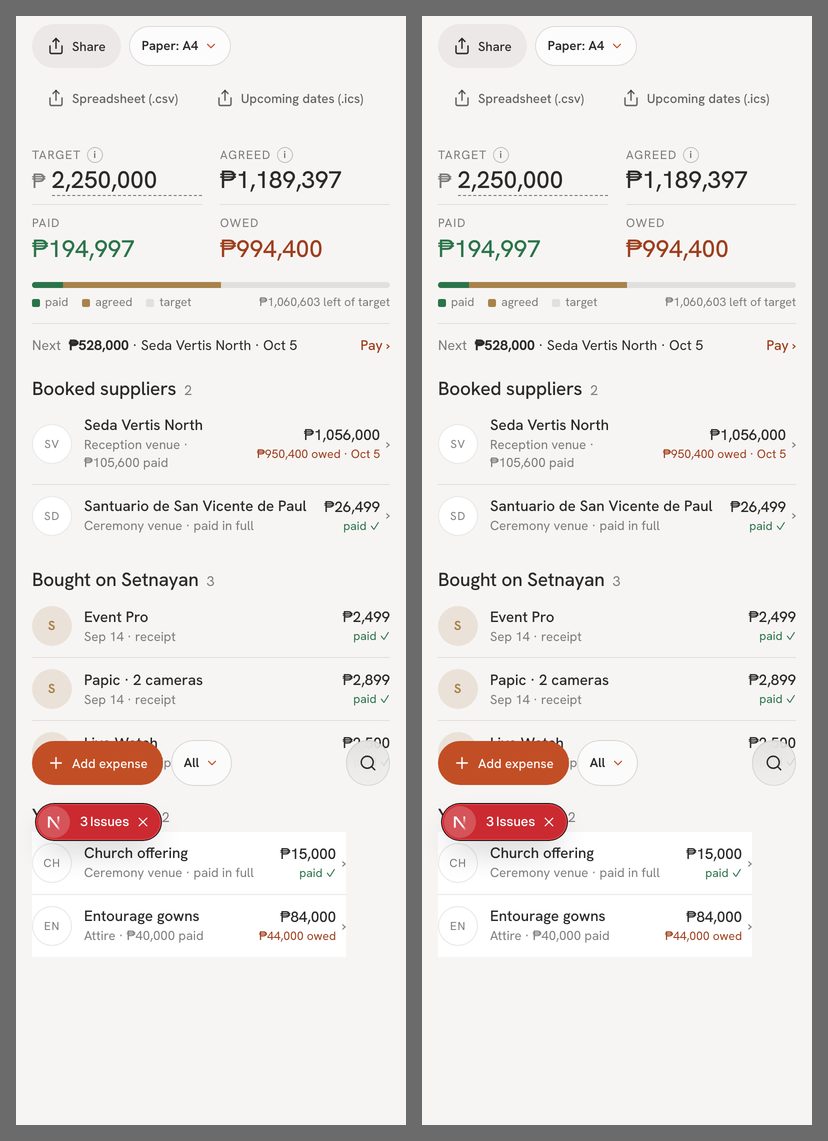 Share
Paper: A4
Spreadsheet (.csv)
Upcoming dates (.ics)
TARGET i
AGREED i
₱ 2,250,000
₱1,189,397
PAID
OWED
₱194,997
₱994,400
paid
agreed
target
₱1,060,603 left of target
Next ₱528,000 · Seda Vertis North · Oct 5
Pay ›
Booked suppliers 2
SV
Seda Vertis North
Reception venue ·
₱105,600 paid
₱1,056,000
₱950,400 owed · Oct 5
SD
Santuario de San Vicente de Paul
Ceremony venue · paid in full
₱26,499
paid ✓
Bought on Setnayan 3
S
Event Pro
Sep 14 · receipt
₱2,499
paid ✓
S
Papic · 2 cameras
Sep 14 · receipt
₱2,899
paid ✓
Add expense
All
N
3 Issues
2
CH
Church offering
Ceremony venue · paid in full
₱15,000
paid ✓
EN
Entourage gowns
Attire · ₱40,000 paid
₱84,000
₱44,000 owed
Share
Paper: A4
Spreadsheet (.csv)
Upcoming dates (.ics)
TARGET i
AGREED i
₱ 2,250,000
₱1,189,397
PAID
OWED
₱194,997
₱994,400
paid
agreed
target
₱1,060,603 left of target
Next ₱528,000 · Seda Vertis North · Oct 5
Pay ›
Booked suppliers 2
SV
Seda Vertis North
Reception venue ·
₱105,600 paid
₱1,056,000
₱950,400 owed · Oct 5
SD
Santuario de San Vicente de Paul
Ceremony venue · paid in full
₱26,499
paid ✓
Bought on Setnayan 3
S
Event Pro
Sep 14 · receipt
₱2,499
paid ✓
S
Papic · 2 cameras
Sep 14 · receipt
₱2,899
paid ✓
Add expense
All
N
3 Issues
2
CH
Church offering
Ceremony venue · paid in full
₱15,000
paid ✓
EN
Entourage gowns
Attire · ₱40,000 paid
₱84,000
₱44,000 owed